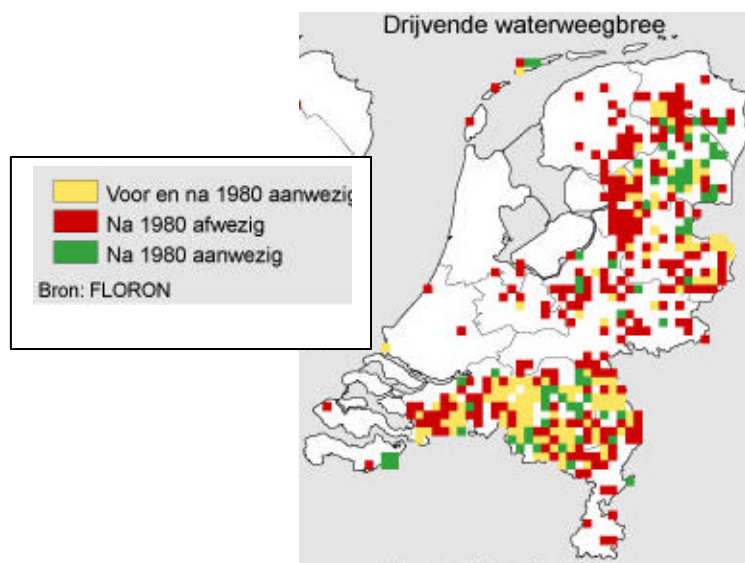 Drijvende waterweegbree
Voor en na 1980 aanwezig
Na 1980 afwezig
Na 1980 aanwezig
Bron: FLORON